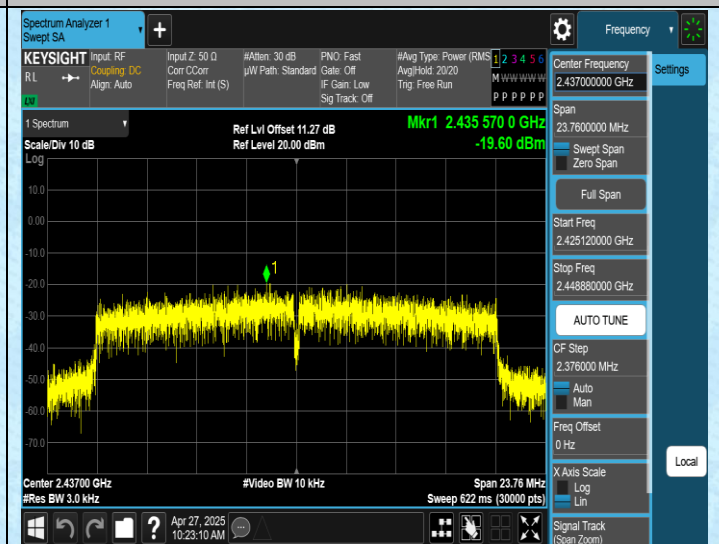 Spectrum Analyzer 1
Swept SA
+
Frequency
KEYSIGHT
RL
LXI
Input: RF
Coupling: DC
Align: Auto
Input Z: 50 Ω
Corr CCorr
Freq Ref: Int (S)
#Atten: 30 dB
µW Path: Standard
PNO: Fast
Gate: Off
IF Gain: Low
Sig Track: Off
#Avg Type: Power (RMS
Avg|Hold: 20/20
Trig: Free Run
1 2 3 4 5 6
M W W W W W
P P P P P P
1 Spectrum
Scale/Div 10 dB
Log
Ref Lvl Offset 11.27 dB
Ref Level 20.00 dBm
Mkr1 2.435 570 0 GHz
-19.60 dBm
10.0
0.00
-10.0
-20.0
-30.0
-40.0
-50.0
-60.0
-70.0
1
Center 2.43700 GHz
#Res BW 3.0 kHz
#Video BW 10 kHz
Span 23.76 MHz
Sweep 622 ms (30000 pts)
Center Frequency
2.437000000 GHz
Span
23.7600000 MHz
Swept Span
Zero Span
Full Span
Start Freq
2.425120000 GHz
Stop Freq
2.448880000 GHz
AUTO TUNE
CF Step
2.376000 MHz
Auto
Man
Freq Offset
0 Hz
X Axis Scale
Log
Lin
Signal Track
(Span Zoom)
Settings
Local
?
Apr 27, 2025
10:23:10 AM